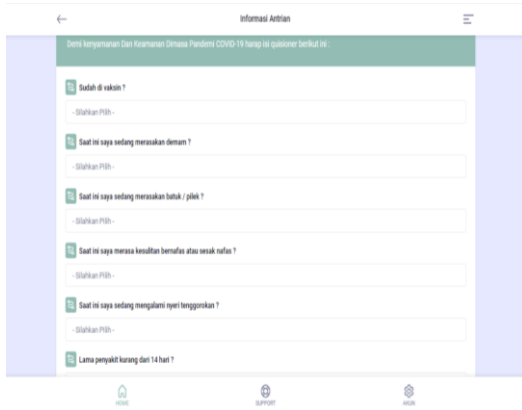 Informasi Antrian
Demi kenyamanan Dan Keamanan Dimasa Pandemi COVID-19 harap isi quisioner berikut ini :
Sudah di vaksin ?
- Silahkan Pilih -
Saat ini saya sedang merasakan demam ?
- Silahkan Pilih -
Saat ini saya sedang merasakan batuk / pilek ?
- Silahkan Pilih -
Saat ini saya merasa kesulitan bernafas atau sesak nafas ?
- Silahkan Pilih -
Saat ini saya sedang mengalami nyeri tenggorokan ?
- Silahkan Pilih -
Lama penyakit kurang dari 14 hari ?
HOME
SUPPORT
AKUN